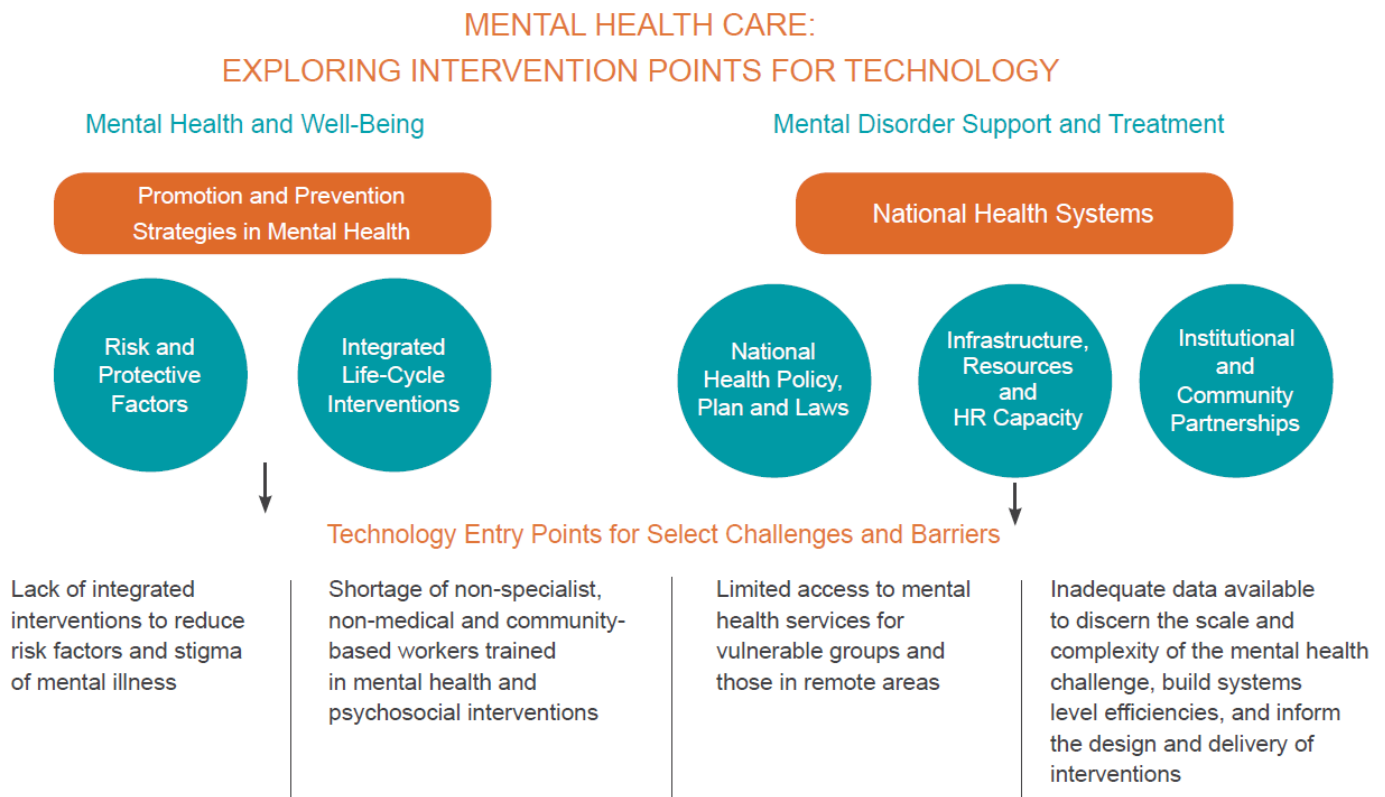 MENTAL HEALTH CARE:
EXPLORING INTERVENTION POINTS FOR TECHNOLOGY
Mental Health and Well-Being
Promotion and Prevention
Strategies in Mental Health
Risk and
Protective
Factors
Integrated
Life-Cycle
Interventions
Mental Disorder Support and Treatment
National Health Systems
National
Health Policy,
Plan and Laws
Infrastructure,
Resources
and
HR Capacity
Institutional
and
Community
Partnerships
Technology Entry Points for Select Challenges and Barriers
Lack of integrated
interventions to reduce
risk factors and stigma
of mental illness
Shortage of non-specialist,
non-medical and community-
based workers trained
in mental health and
psychosocial interventions
Limited access to mental
health services for
vulnerable groups and
those in remote areas
Inadequate data available
to discern the scale and
complexity of the mental health
challenge, build systems
level efficiencies, and inform
the design and delivery of
interventions